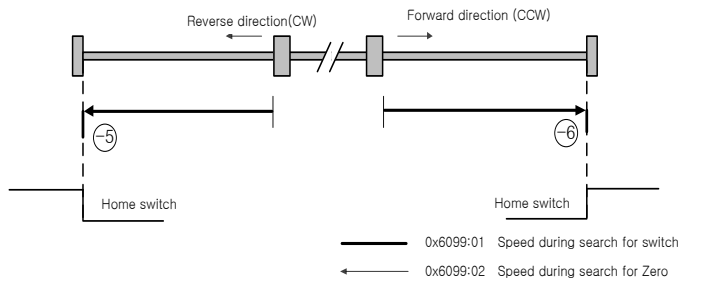 Reverse direction(CW)
Forward direction (CCW)
-5
-6
Home switch
Home switch
0x6099:01 Speed during search for switch
0x6099:02 Speed during search for Zero